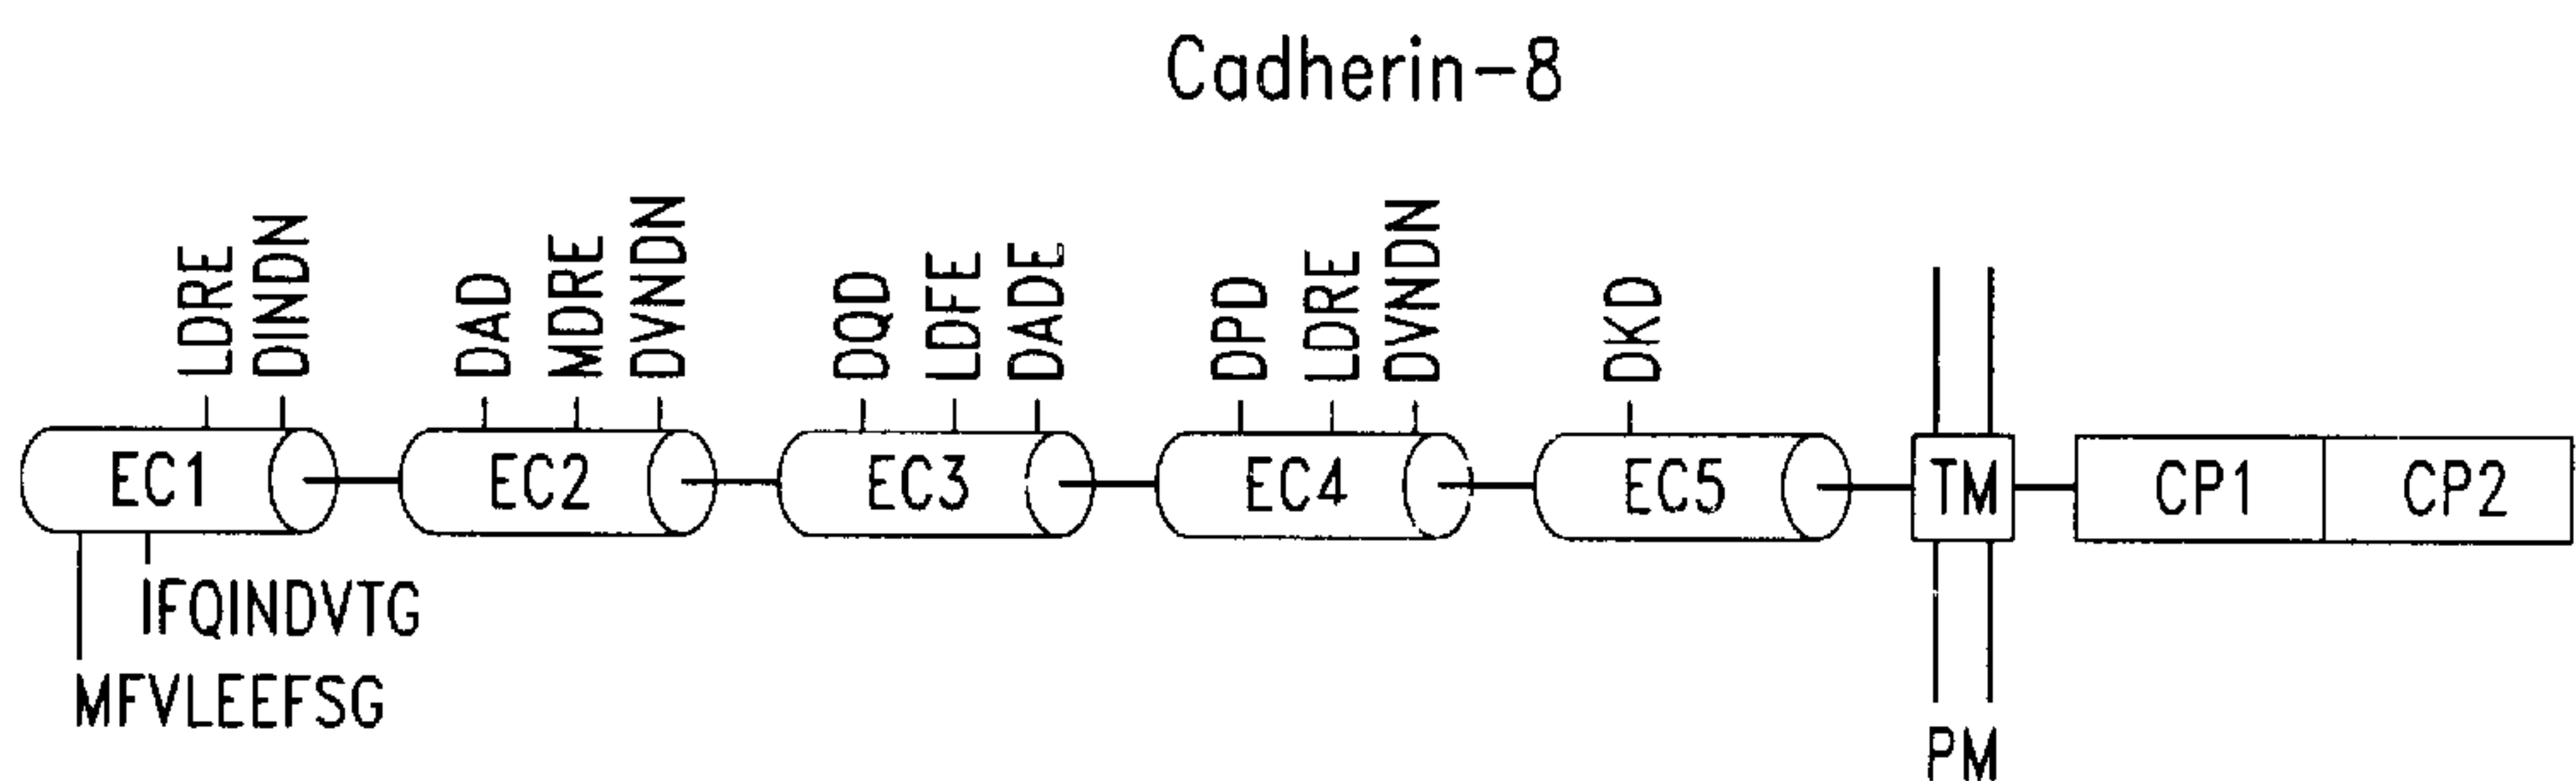 Cadherin-8
LDRE
DINDN
DAD
MDRE
DVNDN
DQD
LDFE
DADE
DPD
LDRE
DVNDN
DKD
EC1
EC2
EC3
EC4
EC5
TM
CP1
CP2
IFQINDVTG
MFVLEEFSG
PM